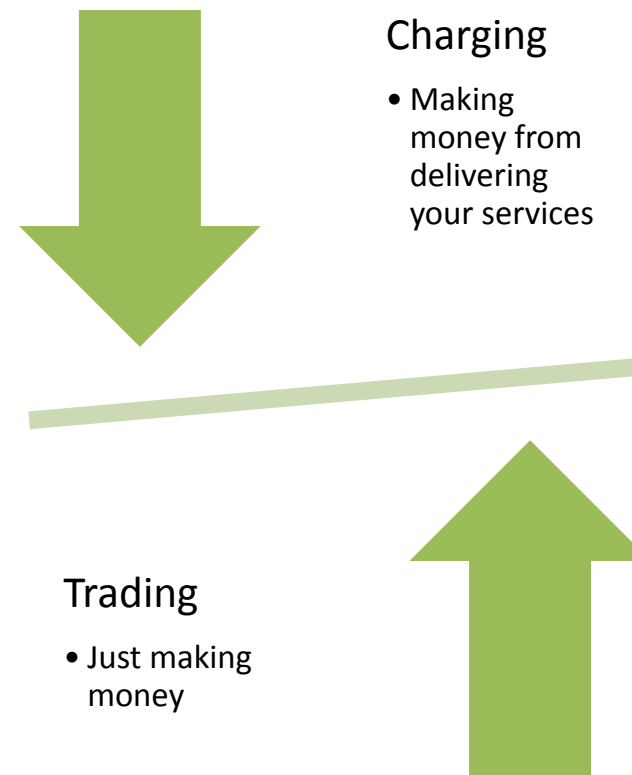 Charging
• Making
money from
delivering
your services
Trading
• Just making
money